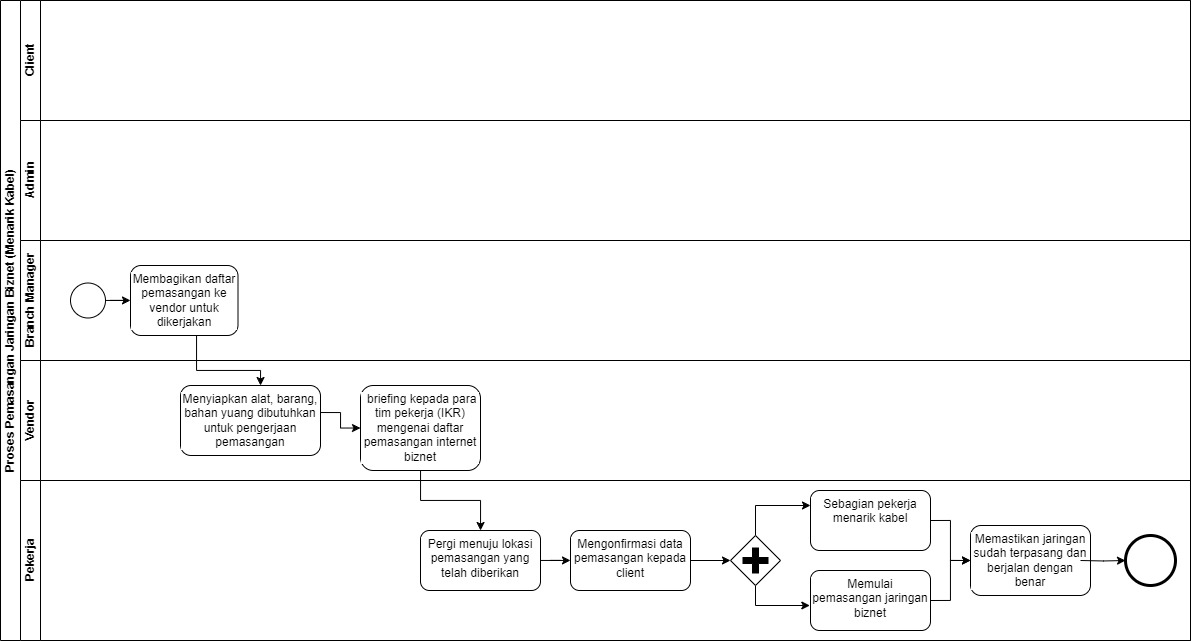 Proses Pemasangan Jaringan Biznet (Menarik Kabel)
Client
Admin
Branch Manager
Membagikan daftar
pemasangan ke
vendor untuk
dikerjakan
Vendor
Menyiapkan alat, barang,
bahan yuang dibutuhkan
untuk pengerjaan
pemasangan
briefing kepada para
tim pekerja (IKR)
mengenai daftar
pemasangan internet
biznet
Pekerja
Pergi menuju lokasi
pemasangan yang
telah diberikan
Mengonfirmasi data
pemasangan kepada
client
Sebagian pekerja
menarik kabel
Memulai
pemasangan jaringan
biznet
Memastikan jaringan
sudah terpasang dan
berjalan dengan
benar